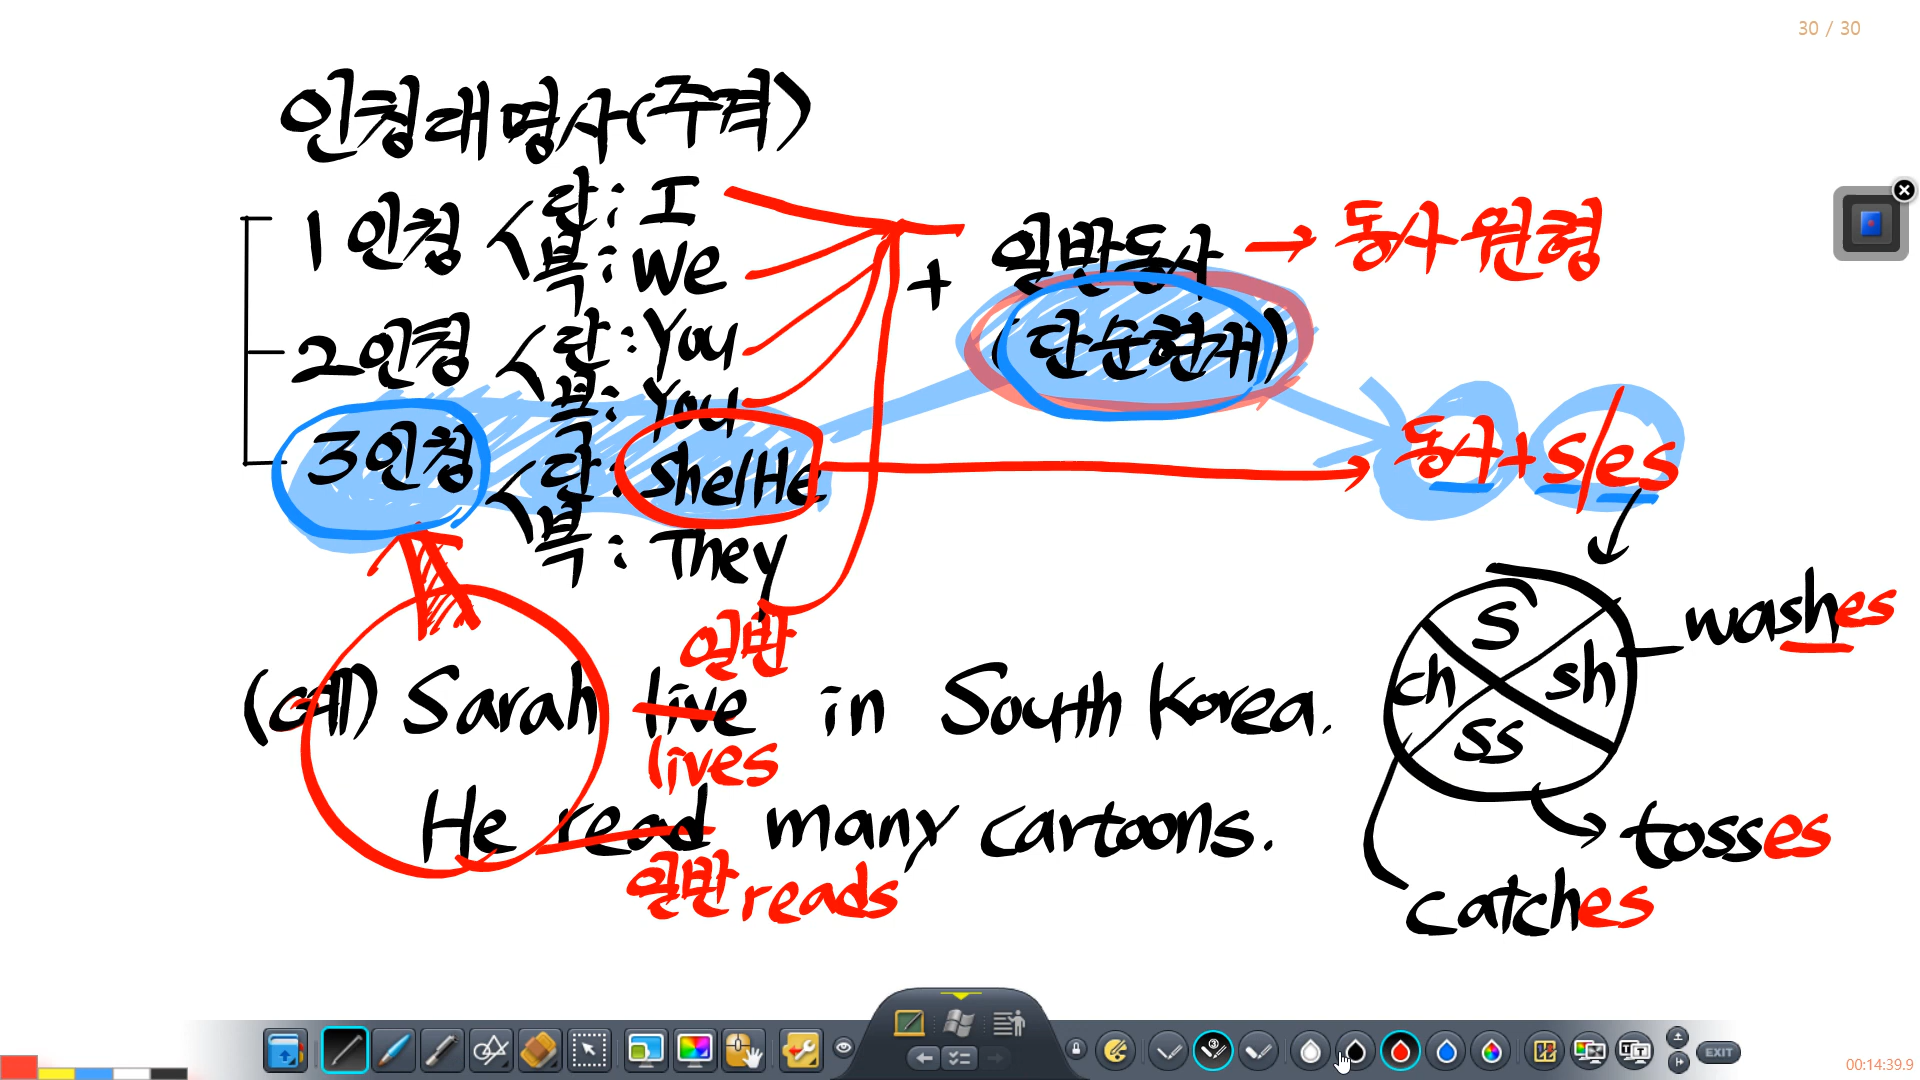 30 / 30
인칭대명사(주격)
1인칭 < 단: I
복: We
+ 일반동사 → 동사원형
(단순현재)
2인칭 < 단: You
복: You
3인칭 < 단: She/He
동사+s/es
복: They
(예) Sarah live in South Korea.
일반
lives
He read many cartoons.
일반 reads
s
ch
sh
ss
washes
tosses
catches
EXIT
00:14:39.9